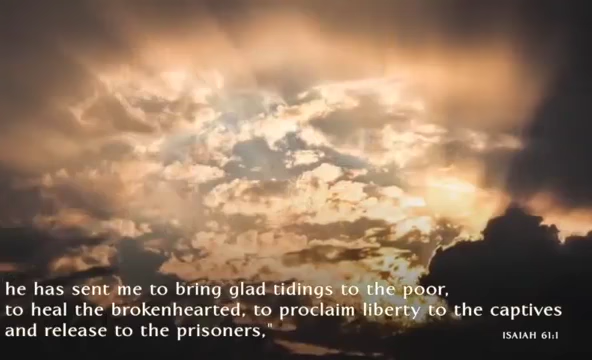 he has sent me to bring glad tidings to the poor,
to heal the brokenhearted, to proclaim liberty to the captives
and release to the prisoners,"
ISAIAH 61:1